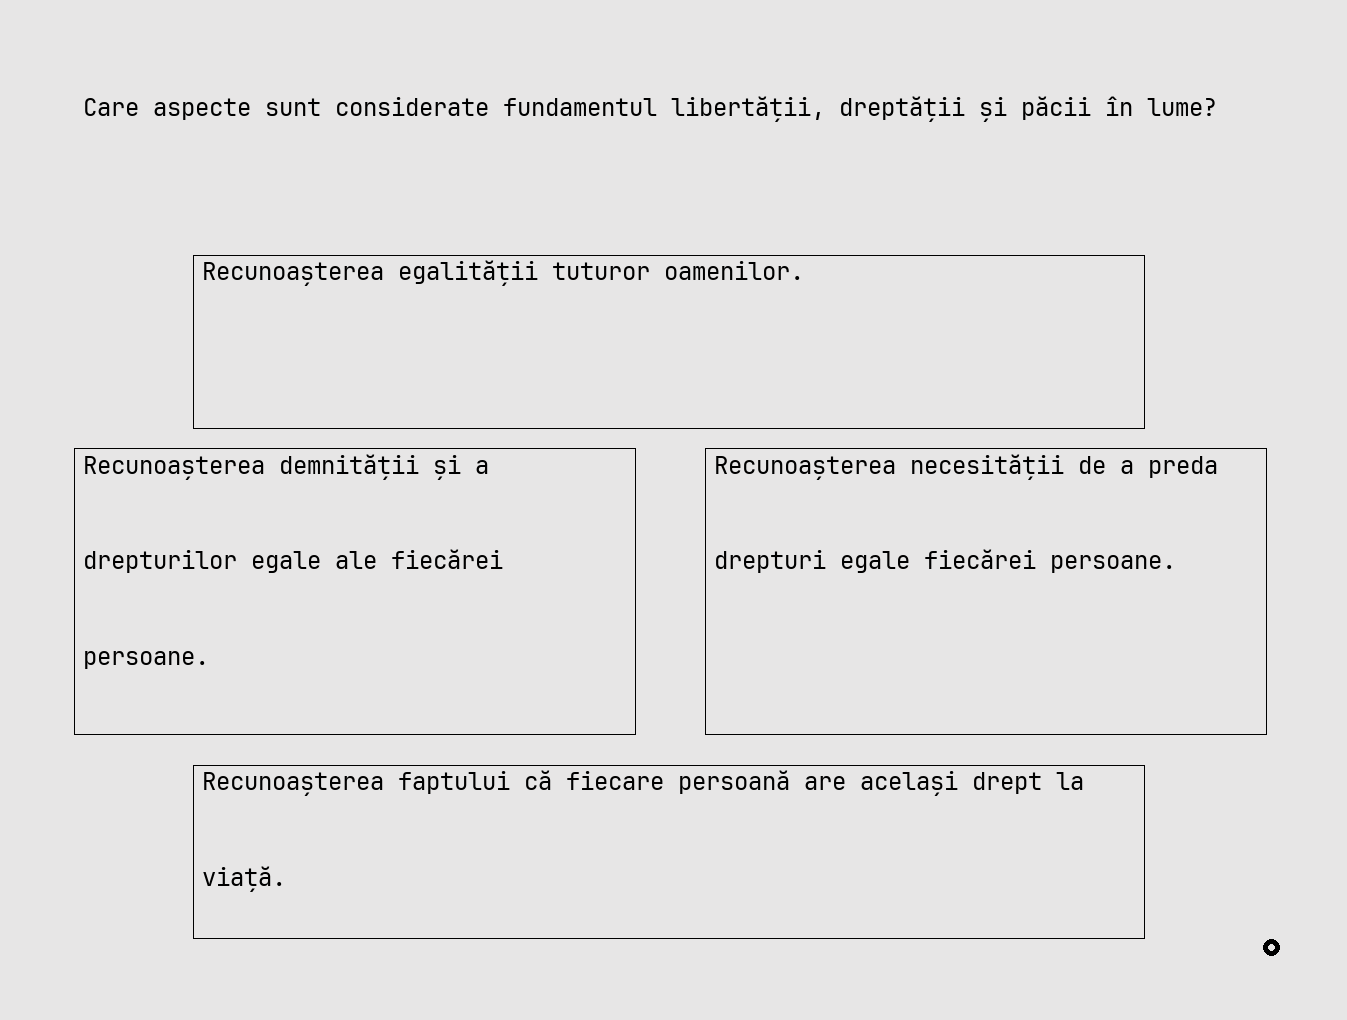 Care aspecte sunt considerate fundamentul libertății, dreptății și păcii în lume?
Recunoașterea egalității tuturor oamenilor.
Recunoașterea demnității și a
drepturilor egale ale fiecărei
persoane.
Recunoașterea necesității de a preda
drepturi egale fiecărei persoane.
Recunoașterea faptului că fiecare persoană are același drept la
viață.